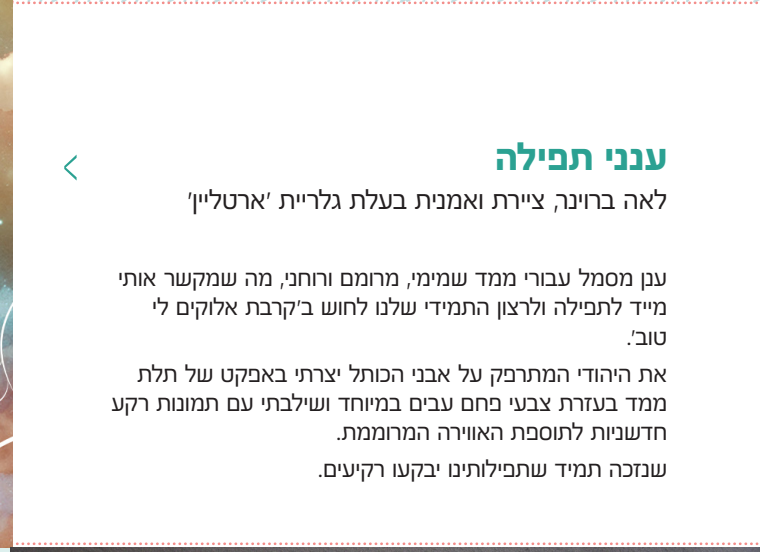 ענני תפילה
לאה ברוינר, ציירת ואמנית בעלת גלריית 'ארטליין'
ענן מסמל עבורי ממד שמימי, מרומם ורוחני, מה שמקשר אותי
מייד לתפילה ולרצון התמידי שלנו לחוש ב'קרבת אלוקים לי
טוב'.
את היהודי המתרפק על אבני הכותל יצרתי באפקט של תלת
ממד בעזרת צבעי פחם עבים במיוחד ושילבתי עם תמונות רקע
חדשניות לתוספת האווירה המרוממת.
שנזכה תמיד שתפילותינו יבקעו רקיעים.